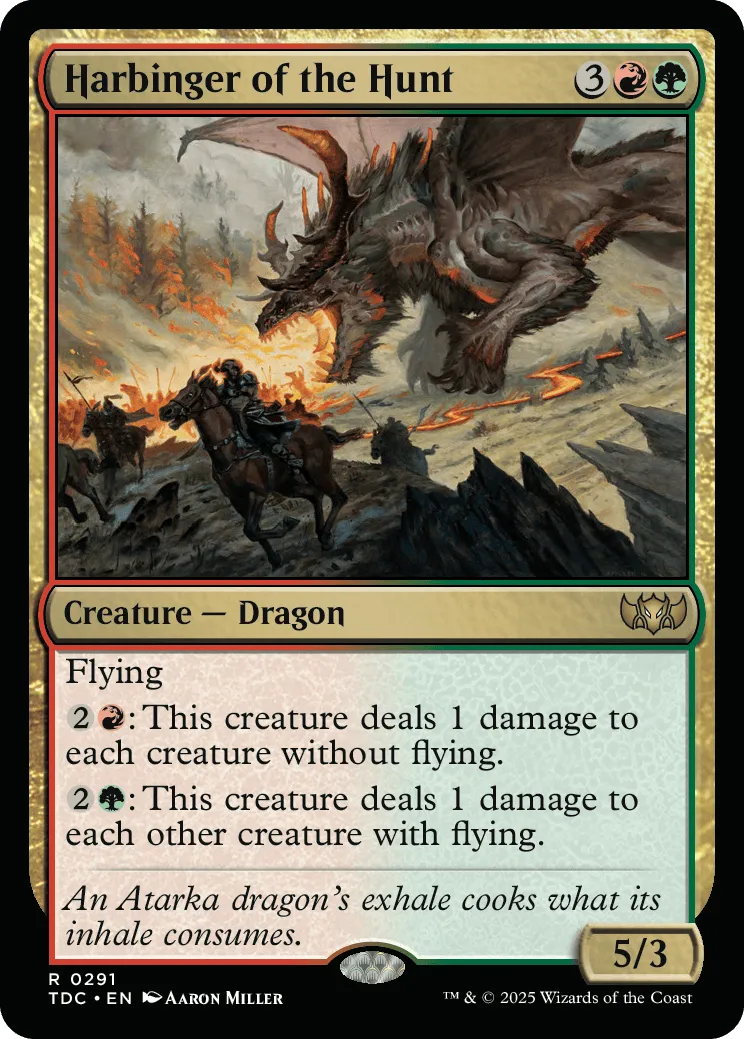 Harbinger of the Hunt 3
Creature — Dragon
Flying
2: This creature deals 1 damage to
each creature without flying.
2: This creature deals 1 damage to
each other creature with flying.
An Atarka dragon's exhale cooks what its
inhale consumes.
5/3
R 0291
TDC • EN AARON MILLER
™ & © 2025 Wizards of the Coast